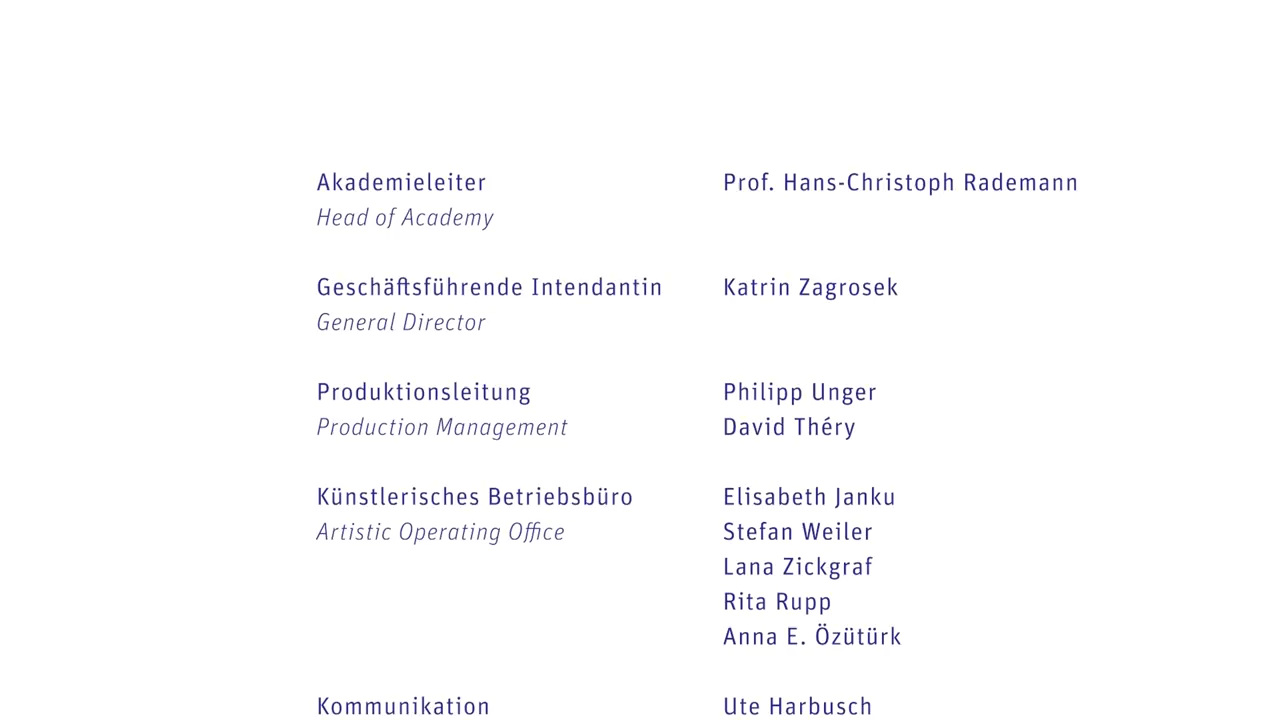 Akademieleiter Prof. Hans-Christoph Rademann
Head of Academy
Geschäftsführende Intendantin Katrin Zagrosek
General Director
Produktionsleitung Philipp Unger
Production Management David Théry
Künstlerisches Betriebsbüro Elisabeth Janku
Artistic Operating Office Stefan Weiler
Lana Zickgraf
Rita Rupp
Anna E. Özütürk
Kommunikation Ute Harbusch